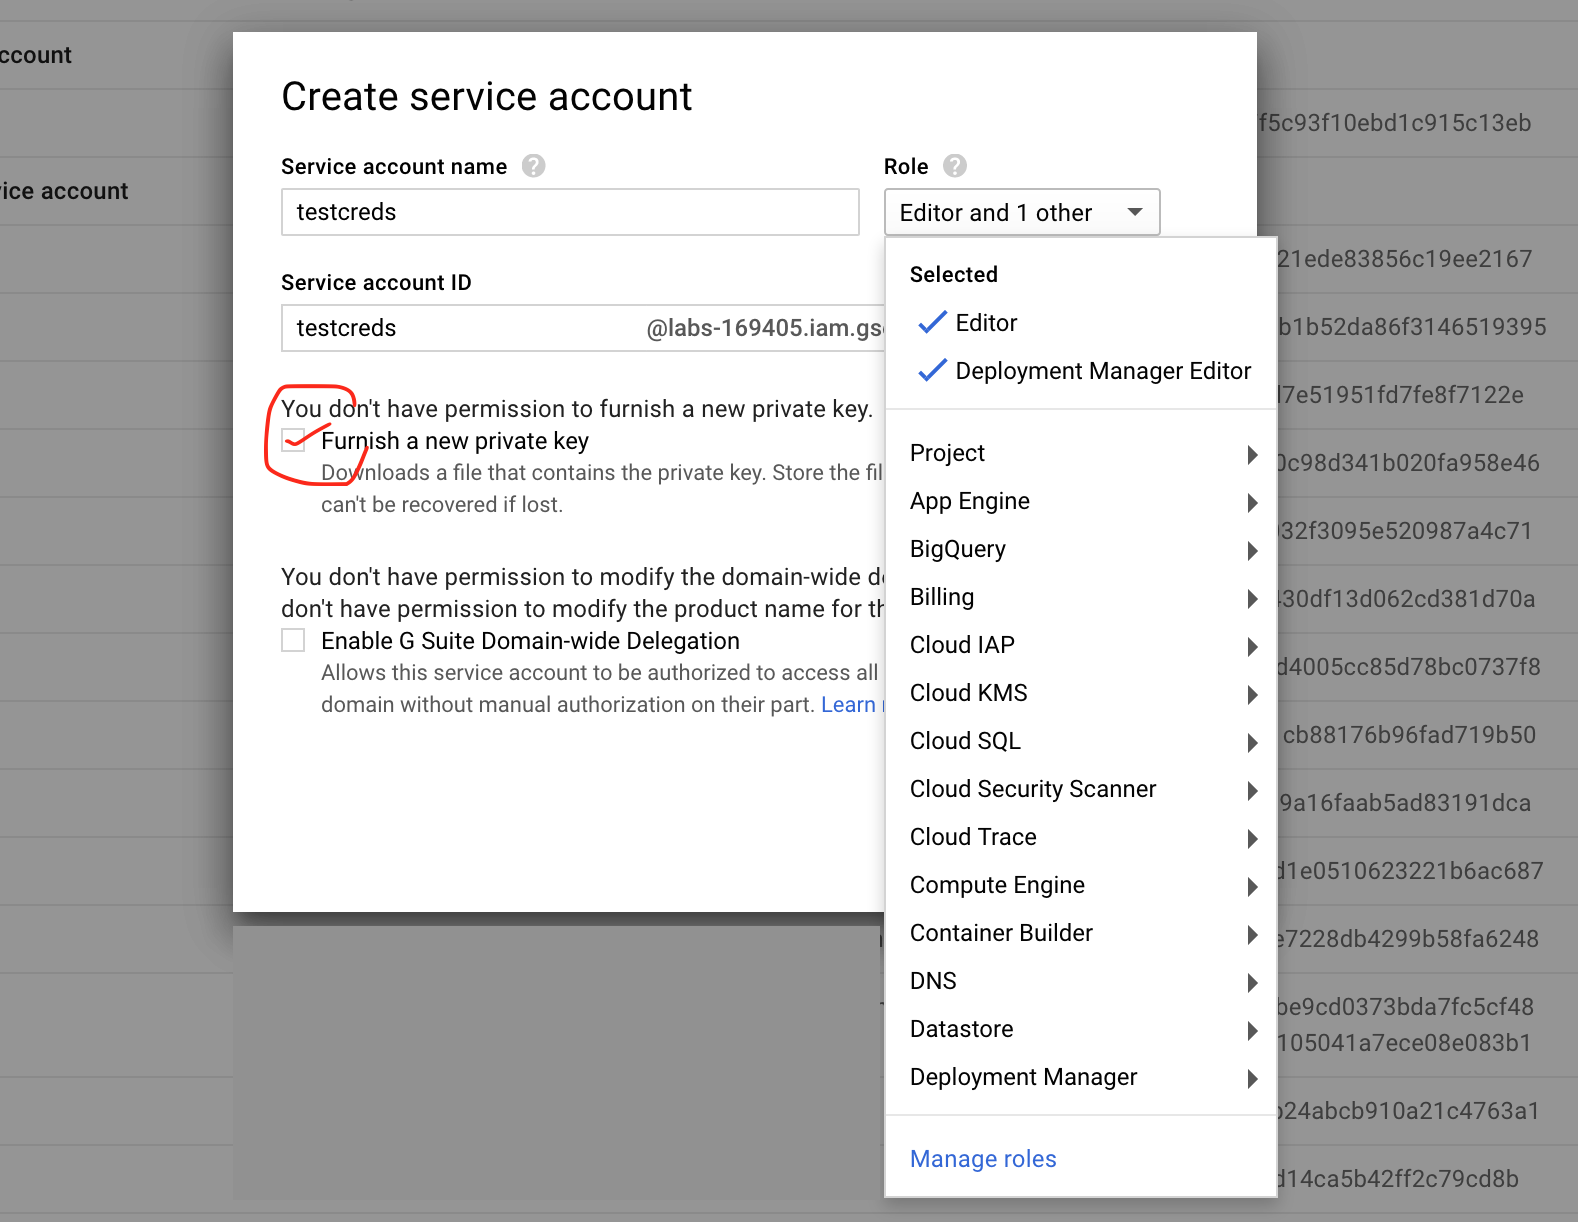 account
f5c93f10ebd1c915c13eb
vice account
Create service account
Service account name
Role
testcreds
Editor and 1 other
Service account ID
testcreds
@labs-169405.iam.gs
You don't have permission to furnish a new private key.
Furnish a new private key
Downloads a file that contains the private key. Store the fil
can't be recovered if lost.
You don't have permission to modify the domain-wide d
don't have permission to modify the product name for th
Enable G Suite Domain-wide Delegation
Allows this service account to be authorized to access all
domain without manual authorization on their part. Learn
Selected
Editor
Deployment Manager Editor
Project
App Engine
BigQuery
Billing
Cloud IAP
Cloud KMS
Cloud SQL
Cloud Security Scanner
Cloud Trace
Compute Engine
Container Builder
DNS
Datastore
Deployment Manager
Manage roles
21ede83856c19ee2167
b1b52da86f3146519395
7e51951fd7fe8f7122e
0c98d341b020fa958e46
32f3095e520987a4c71
430df13d062cd381d70a
d4005cc85d78bc0737f8
cb88176b96fad719b50
9a16faab5ad83191dca
d1e0510623221b6ac687
e7228db4299b58fa6248
be9cd0373bda7fc5cf48
105041a7ece08e083b1
b24abcb910a21c4763a1
d14ca5b42ff2c79cd8b